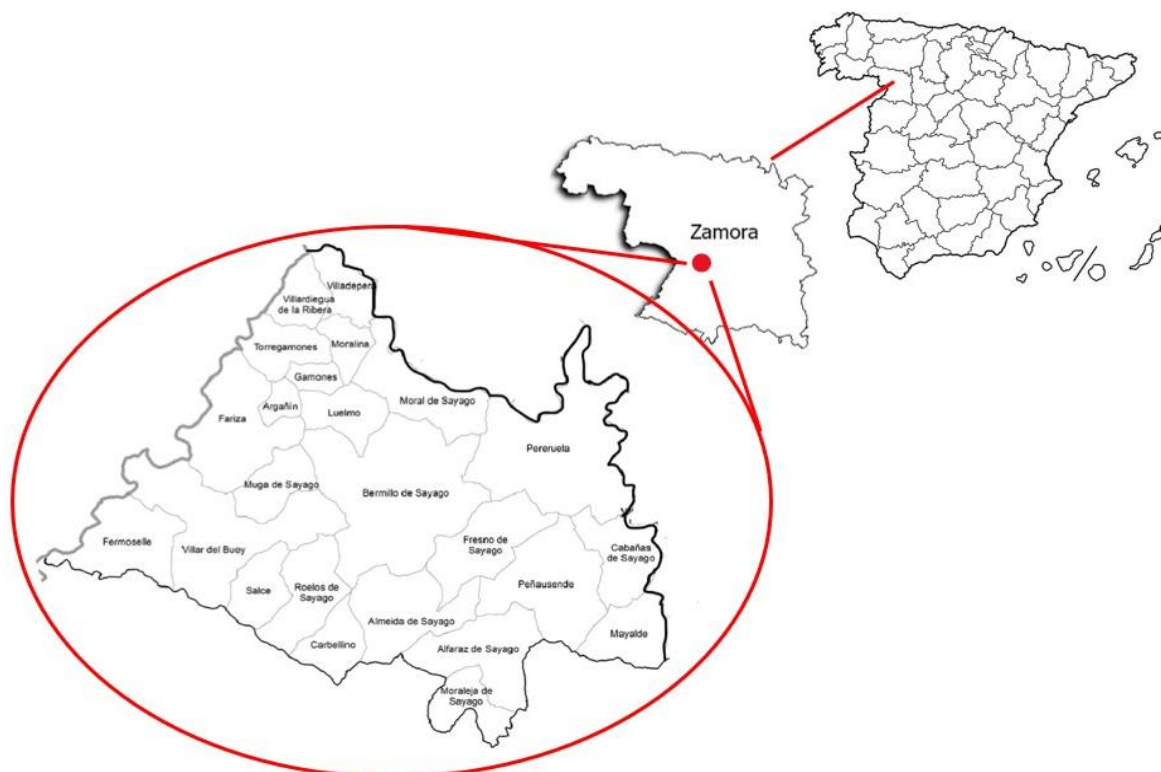 Zamora
Villadepera
Villardiegua
de la Ribera
Torregamones
Moralina
Gamones
Argañín
Luelmo
Moral de Sayago
Fariza
Pereruela
Muga de Sayago
Bermillo de Sayago
Fermoselle
Villar del Buey
Fresno de
Sayago
Cabañas
de Sayago
Salce
Roelos de
Sayago
Peñausende
Almeida de Sayago
Carbellino
Mayalde
Alfaraz de Sayago
Moraleja de
Sayago